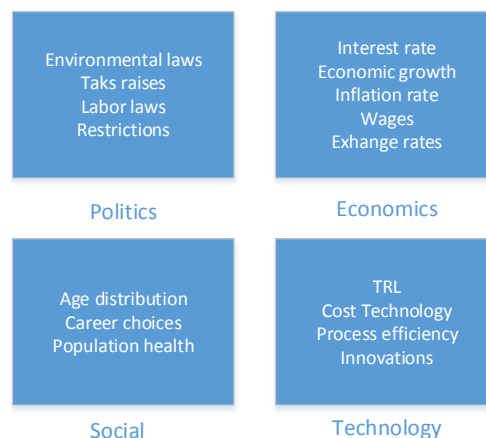 Environmental laws
Taks raises
Labor laws
Restrictions
Politics
Interest rate
Economic growth
Inflation rate
Wages
Exhange rates
Economics
Age distribution
Career choices
Population health
Social
TRL
Cost Technology
Process efficiency
Innovations
Technology